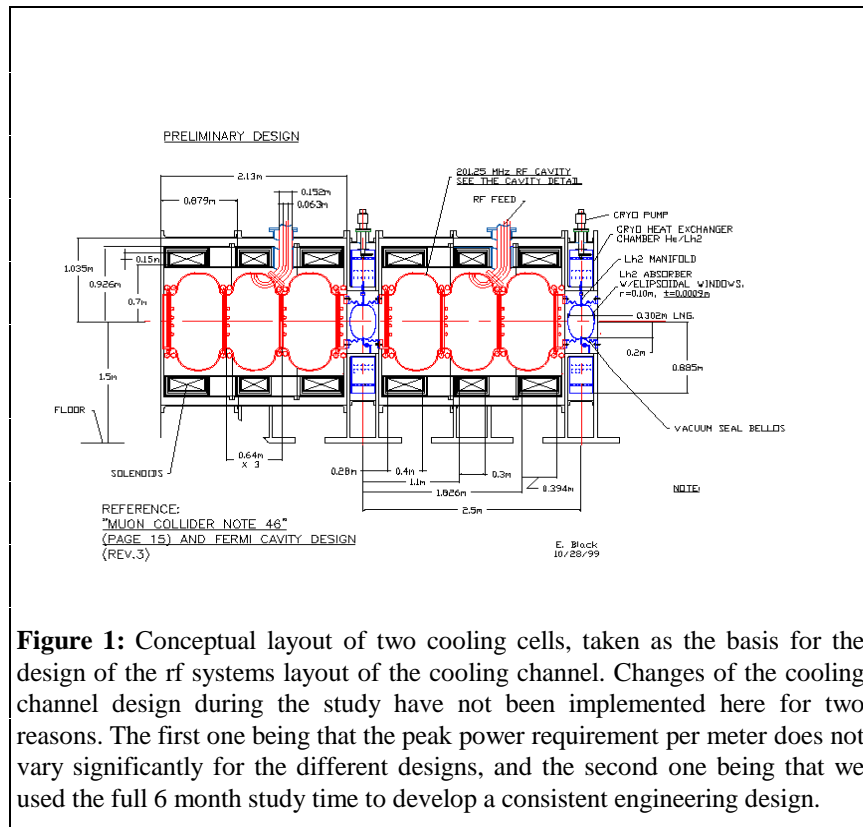 PRELIMINARY DESIGN
2.13m
0.879m
0.152m
0.063m
201.25 MHz RF CAVITY
SEE THE CAVITY DETAIL
RF FEED
CRYO PUMP
CRYO HEAT EXCHANGER
CHAMBER He/Lh2
Lh2 MANIFOLD
Lh2 ABSORBER
W/ELIPSOIDAL WINDOWS,
r=0.10m, t=0.0009m
0.302m LNG.
0.2m
0.685m
VACUUM SEAL BELLOS
1.035m
0.926m
0.15m
0.7m
1.5m
FLOOR
SOLENOIDS
0.64m
X 3
0.28m
0.4m
1.1m
0.3m
1.826m
0.394m
2.5m
NOTE:
REFERENCE:
"MUON COLLIDER NOTE 46"
(PAGE 15) AND FERMI CAVITY DESIGN
(REV.3)
E. Black
10/28/99
Figure 1: Conceptual layout of two cooling cells, taken as the basis for the
design of the rf systems layout of the cooling channel. Changes of the cooling
channel design during the study have not been implemented here for two
reasons. The first one being that the peak power requirement per meter does not
vary significantly for the different designs, and the second one being that we
used the full 6 month study time to develop a consistent engineering design.